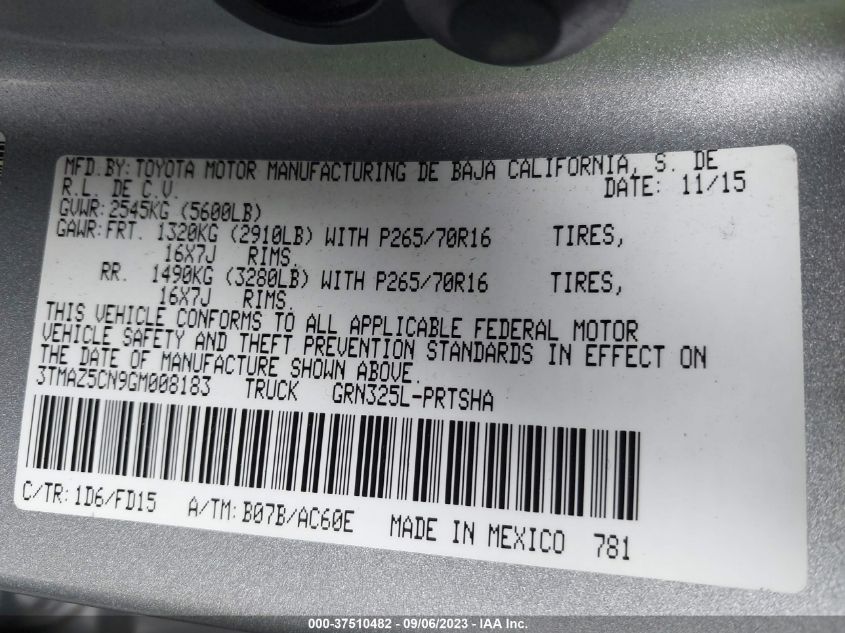 MFD.BY:TOYOTA MOTOR MANUFACTURING DE BAJA CALIFORNIA, S. DE
R.L. DE C.V. DATE: 11/15
GVWR:2545KG (5600LB)
GAWR:FRT. 1320KG (2910LB) WITH P265/70R16 TIRES,
16X7J RIMS.
RR. 1490KG (3280LB) WITH P265/70R16 TIRES,
16X7J RIMS.
THIS VEHICLE CONFORMS TO ALL APPLICABLE FEDERAL MOTOR
VEHICLE SAFETY AND THEFT PREVENTION STANDARDS IN EFFECT ON
THE DATE OF MANUFACTURE SHOWN ABOVE.
3TMAZ5CN9GM008183 TRUCK GRN325L-PRTSHA
C/TR:1D6/FD15 A/TM:B07B/AC60E MADE IN MEXICO 781
000-37510482 - 09/06/2023 - IAA Inc.